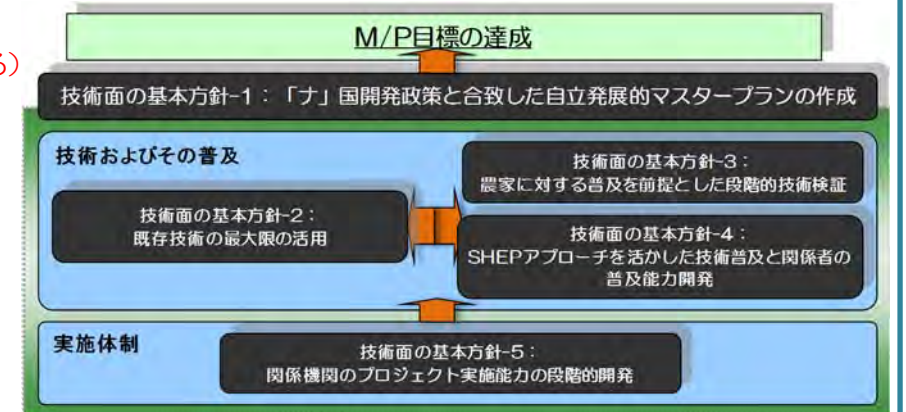 M/P目標の達成
る）
技術面の基本方針-1：「ナ」国開発政策と合致した自立発展的マスタープランの作成
技術およびその普及
技術面の基本方針-2：
既存技術の最大限の活用
技術面の基本方針-3：
農家に対する普及を前提とした段階的技術検証
技術面の基本方針-4：
SHEPアプローチを活かした技術普及と関係者の
普及能力開発
実施体制
技術面の基本方針-5：
関係機関のプロジェクト実施能力の段階的開発